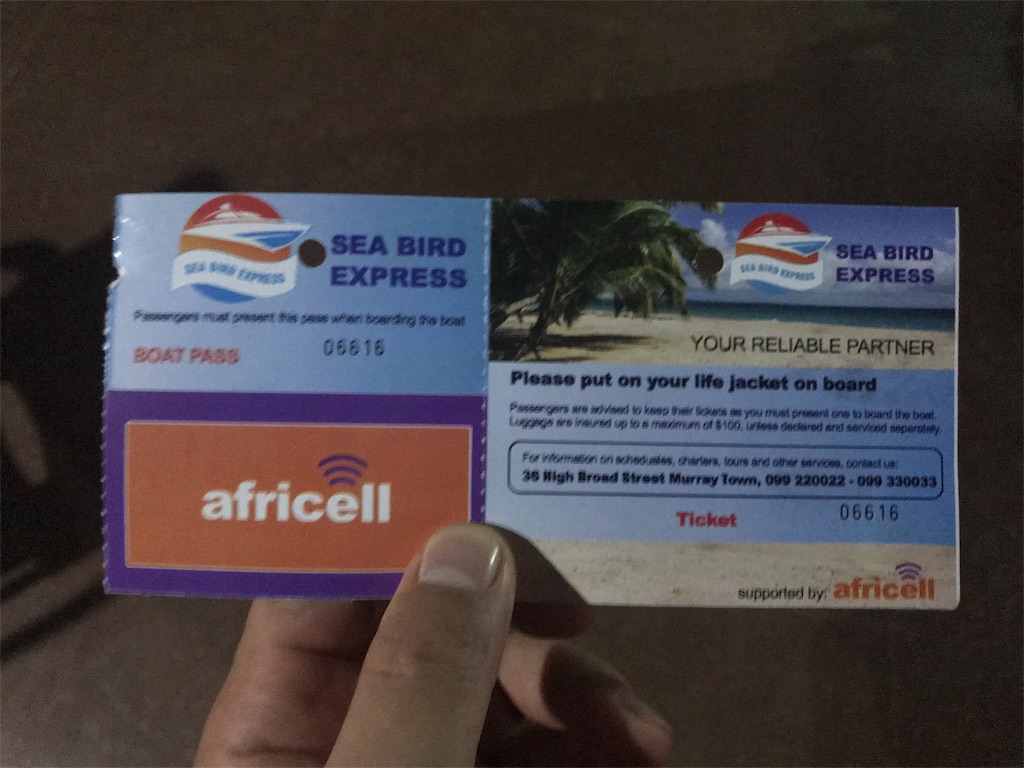 SEA BIRD EXPRESS
SEA BIRD
EXPRESS
Passengers must present this pass when boarding the boat
BOAT PASS
06616
africell
SEA BIRD EXPRESS
SEA BIRD
EXPRESS
YOUR RELIABLE PARTNER
Please put on your life jacket on board
Passengers are advised to keep their tickets as you must present one to board the boat.
Luggage are insured up to a maximum of $100, unless declared and serviced separately.
For information on scheduales, charters, tours and other services, contact us:
36 High Broad Street Murray Town, 099 220022 - 099 330033
Ticket
06616
supported by: africell